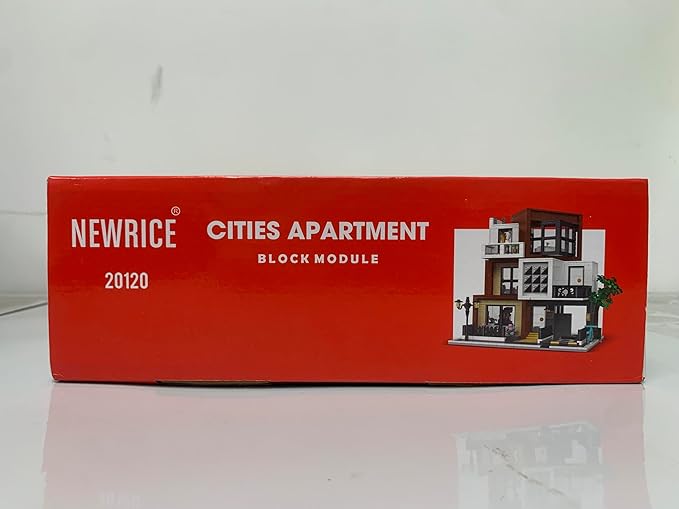 NEWRICE®
20120
CITIES APARTMENT
BLOCK MODULE